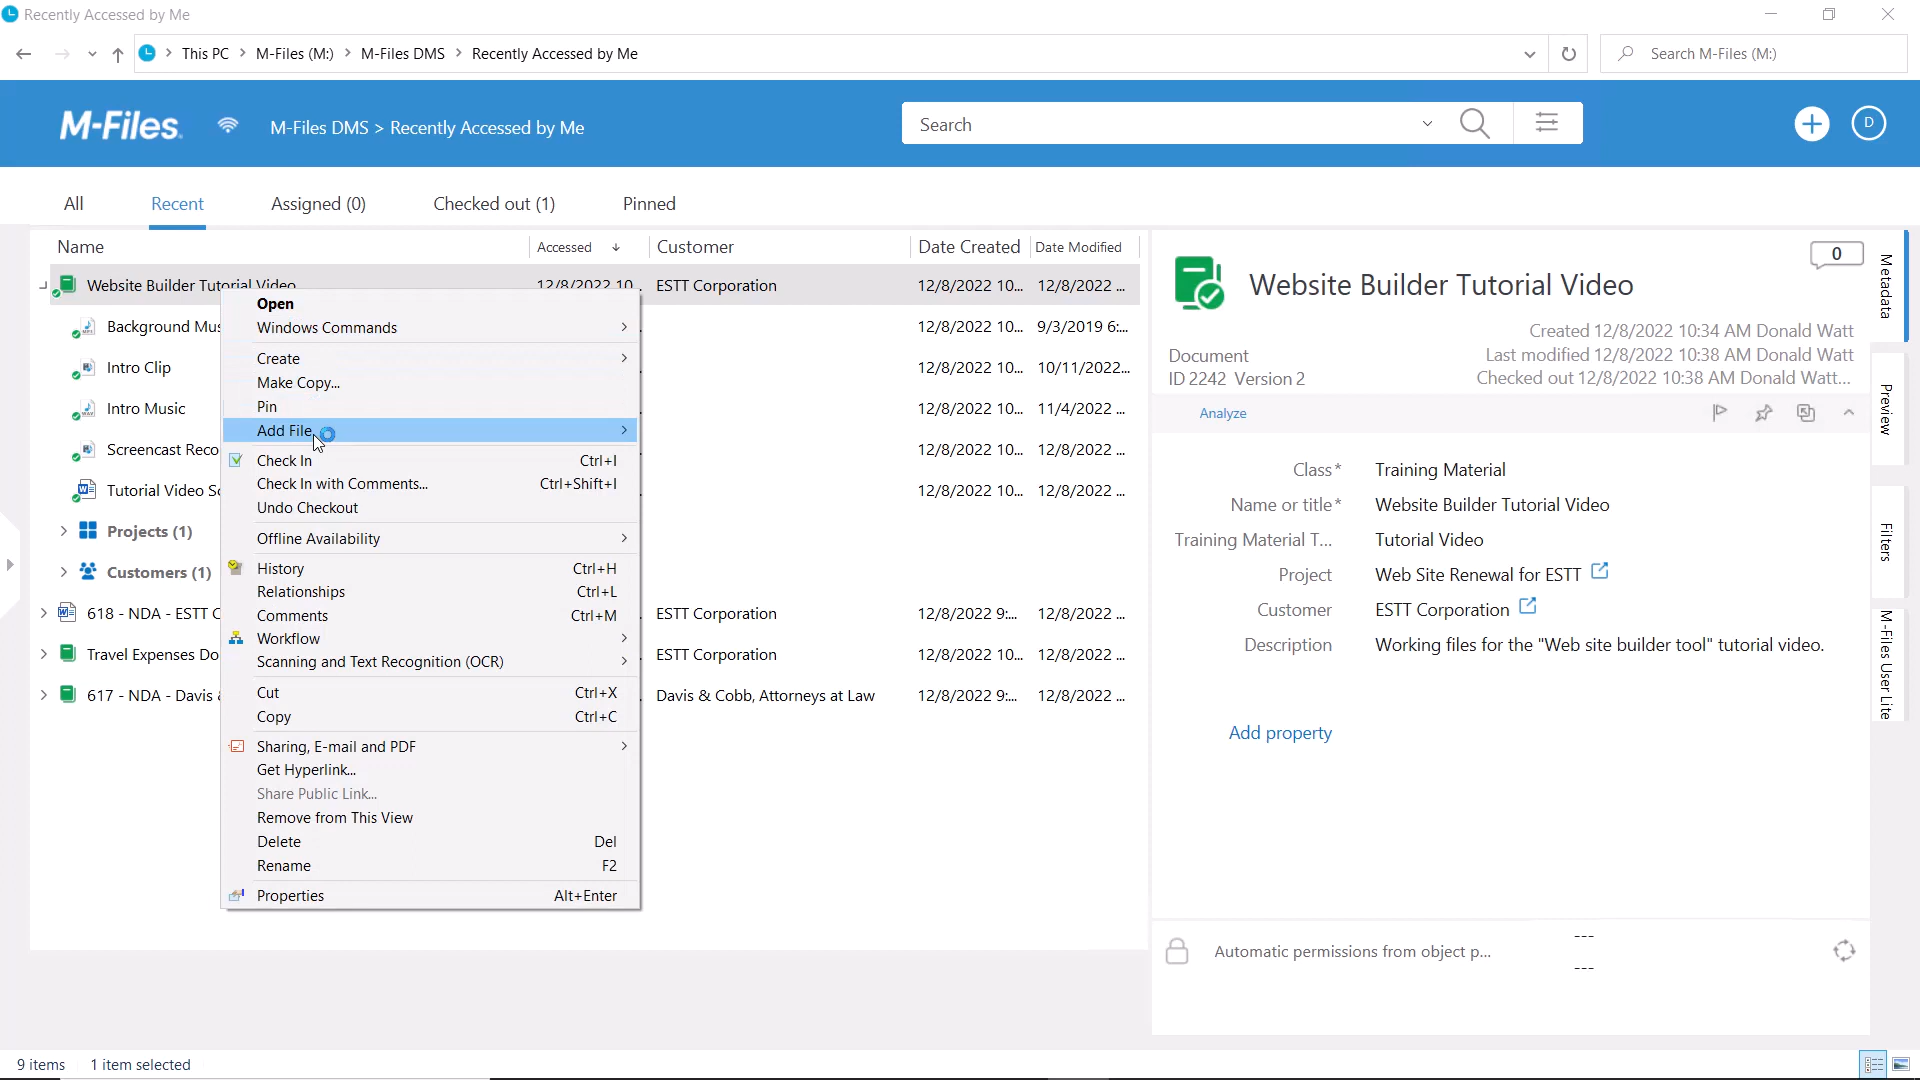 Recently Accessed by Me
This PC > M-Files (M:) > M-Files DMS > Recently Accessed by Me
Search M-Files (M:)
M-Files.
M-Files DMS > Recently Accessed by Me
Search
D
All
Recent
Assigned (0)
Checked out (1)
Pinned
Name
Accessed
Customer
Date Created
Date Modified
Website Builder Tutorial Video 12/8/2022 10... ESTT Corporation 12/8/2022 10... 12/8/2022 ...
Background Mus 12/8/2022 10... 9/3/2019 6:...
Intro Clip 12/8/2022 10... 10/11/2022...
Intro Music 12/8/2022 10... 11/4/2022 ...
Screencast Reco 12/8/2022 10... 12/8/2022 ...
Tutorial Video Sc 12/8/2022 10... 12/8/2022 ...
Projects (1)
Customers (1)
618 - NDA - ESTT C ESTT Corporation 12/8/2022 9:... 12/8/2022 ...
Travel Expenses Do ESTT Corporation 12/8/2022 10... 12/8/2022 ...
617 - NDA - Davis & Davis & Cobb, Attorneys at Law 12/8/2022 9:... 12/8/2022 ...
Open
Windows Commands
Create
Make Copy...
Pin
Add File
Check In Ctrl+I
Check In with Comments... Ctrl+Shift+I
Undo Checkout
Offline Availability
History Ctrl+H
Relationships Ctrl+L
Comments Ctrl+M
Workflow
Scanning and Text Recognition (OCR)
Cut Ctrl+X
Copy Ctrl+C
Sharing, E-mail and PDF
Get Hyperlink...
Share Public Link...
Remove from This View
Delete Del
Rename F2
Properties Alt+Enter
0
Website Builder Tutorial Video
Created 12/8/2022 10:34 AM Donald Watt
Document
Last modified 12/8/2022 10:38 AM Donald Watt
ID 2242 Version 2
Checked out 12/8/2022 10:38 AM Donald Watt...
Analyze
Class* Training Material
Name or title* Website Builder Tutorial Video
Training Material T... Tutorial Video
Project Web Site Renewal for ESTT
Customer ESTT Corporation
Description Working files for the "Web site builder tool" tutorial video.
Add property
Automatic permissions from object p...
---
---
Metadata
Preview
Filters
M-Files User Lite
9 items
1 item selected